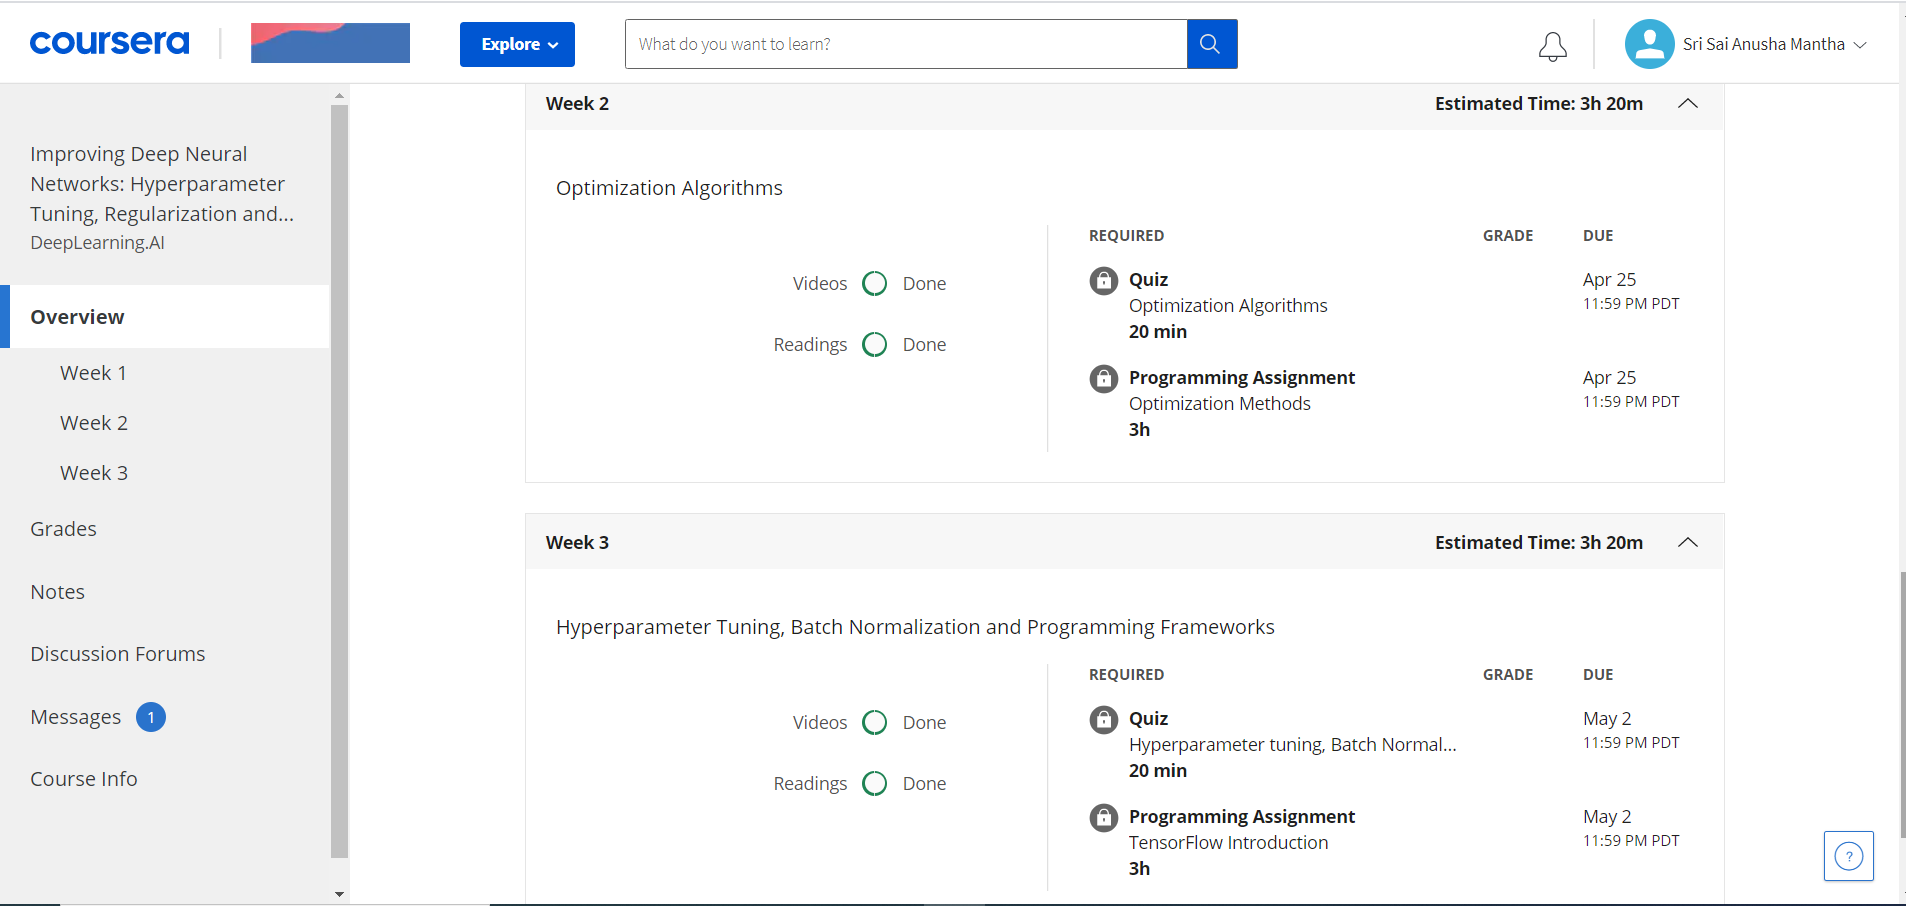 coursera
Explore
What do you want to learn?
Sri Sai Anusha Mantha
Improving Deep Neural
Networks: Hyperparameter
Tuning, Regularization and...
DeepLearning.AI
Overview
Week 1
Week 2
Week 3
Grades
Notes
Discussion Forums
Messages 1
Course Info
Week 2 Estimated Time: 3h 20m
Optimization Algorithms
Videos Done
Readings Done
REQUIRED GRADE DUE
Quiz Apr 25
Optimization Algorithms 11:59 PM PDT
20 min
Programming Assignment Apr 25
Optimization Methods 11:59 PM PDT
3h
Week 3 Estimated Time: 3h 20m
Hyperparameter Tuning, Batch Normalization and Programming Frameworks
Videos Done
Readings Done
REQUIRED GRADE DUE
Quiz May 2
Hyperparameter tuning, Batch Normal... 11:59 PM PDT
20 min
Programming Assignment May 2
TensorFlow Introduction 11:59 PM PDT
3h
?